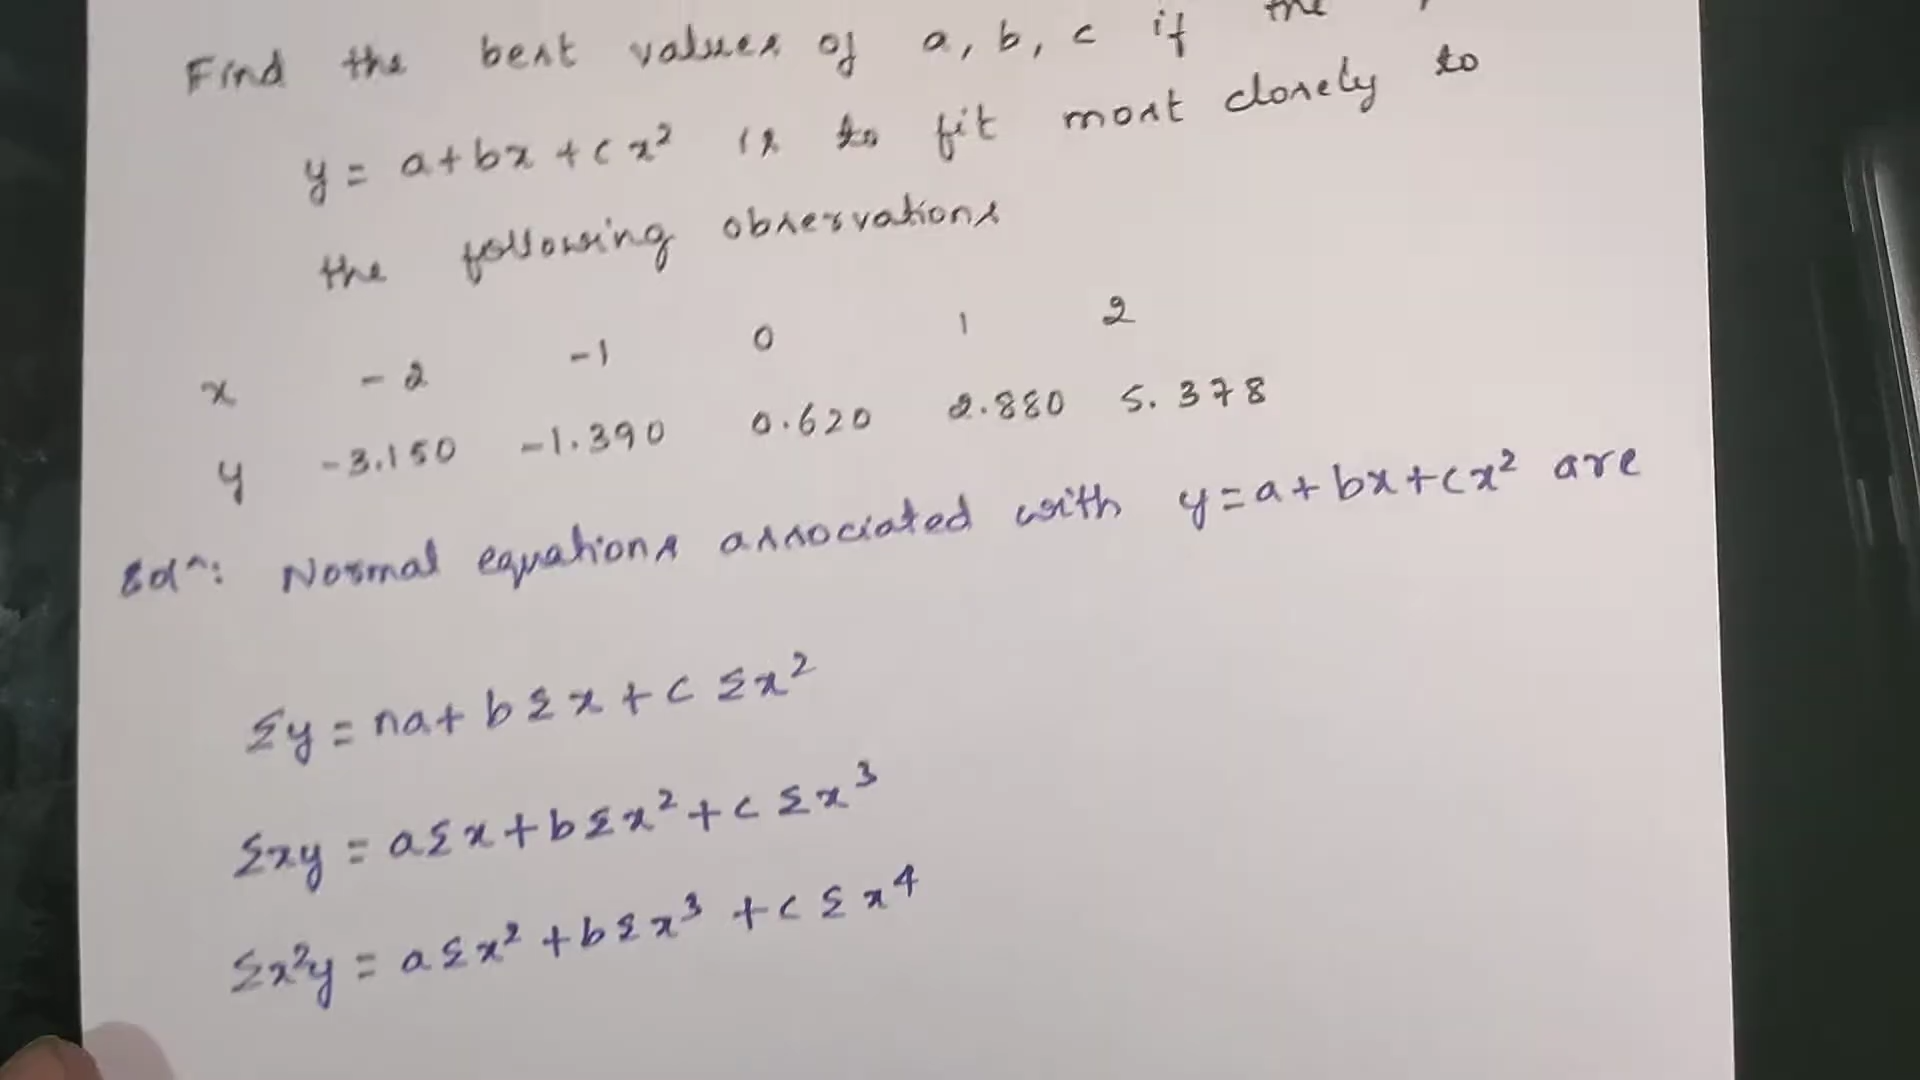 Find the best values of a, b, c if the
y = a + bx + cx² is to fit most closely to
the following observations
x -2 -1 0 1 2
y -3.150 -1.390 0.620 2.880 5.378
Solⁿ: Normal equations associated with y = a + bx + cx² are
Σy = na + bΣx + cΣx²
Σxy = aΣx + bΣx² + cΣx³
Σx²y = aΣx² + bΣx³ + cΣx⁴